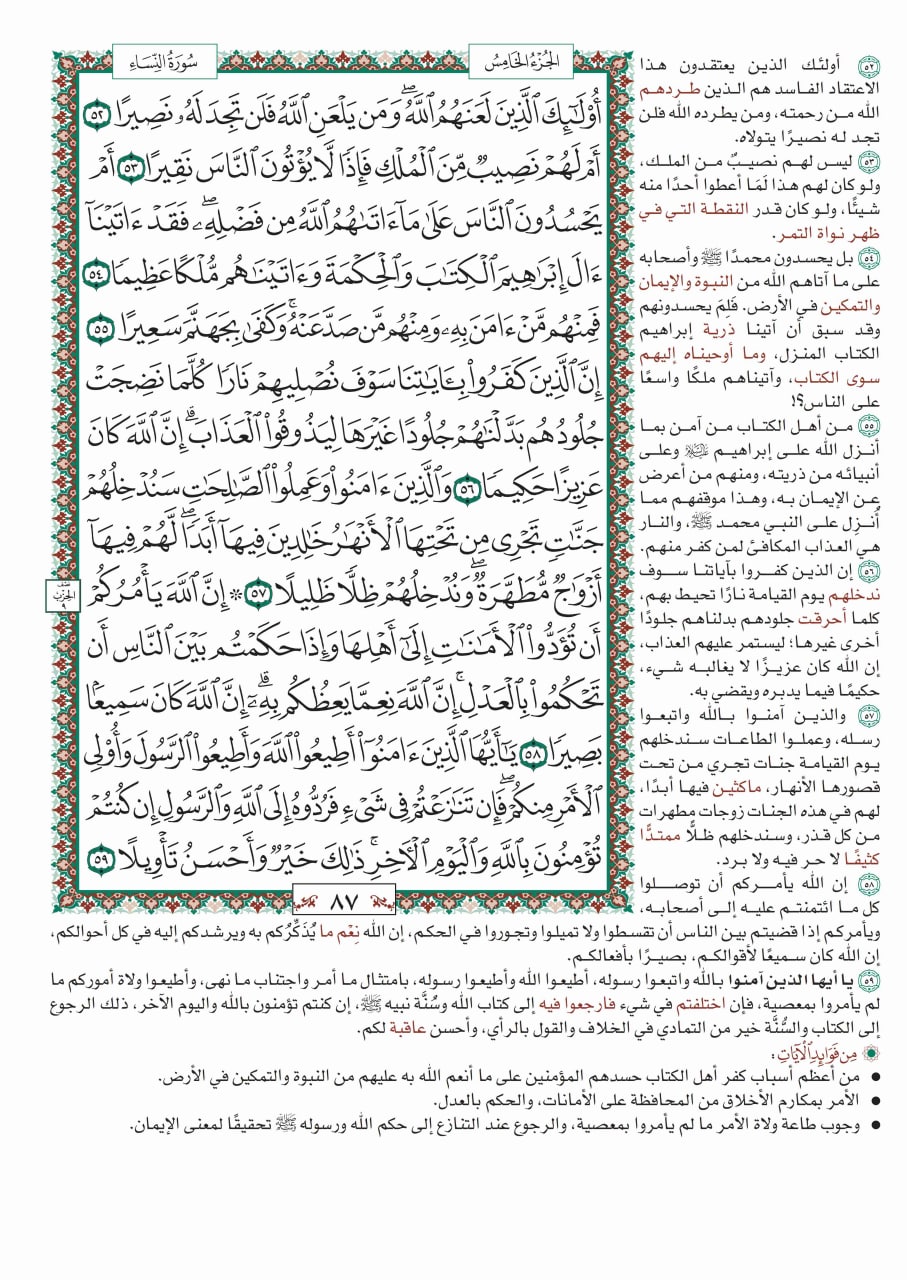 الجُزْءُ الخَامِسُ
سُورَةُ النِّسَاءِ
أُوْلَٰٓئِكَ ٱلَّذِينَ لَعَنَهُمُ ٱللَّهُۖ وَمَن يَلْعَنِ ٱللَّهُ فَلَن تَجِدَ لَهُۥ نَصِيرًا ٥٢
أَمْ لَهُمْ نَصِيبٌ مِّنَ ٱلْمُلْكِ فَإِذًا لَّا يُؤْتُونَ ٱلنَّاسَ نَقِيرًا ٥٣ أَمْ
يَحْسُدُونَ ٱلنَّاسَ عَلَىٰ مَآ ءَاتَىٰهُمُ ٱللَّهُ مِن فَضْلِهِۦۖ فَقَدْ ءَاتَيْنَآ
ءَالَ إِبْرَٰهِيمَ ٱلْكِتَٰبَ وَٱلْحِكْمَةَ وَءَاتَيْنَٰهُم مُّلْكًا عَظِيمًا ٥٤
فَمِنْهُم مَّنْ ءَامَنَ بِهِۦ وَمِنْهُم مَّن صَدَّ عَنْهُۚ وَكَفَىٰ بِجَهَنَّمَ سَعِيرًا ٥٥
إِنَّ ٱلَّذِينَ كَفَرُواْ بِـَٔايَٰتِنَا سَوْفَ نُصْلِيهِمْ نَارًا كُلَّمَا نَضِجَتْ
جُلُودُهُم بَدَّلْنَٰهُمْ جُلُودًا غَيْرَهَا لِيَذُوقُواْ ٱلْعَذَابَۗ إِنَّ ٱللَّهَ كَانَ
عَزِيزًا حَكِيمًا ٥٦ وَٱلَّذِينَ ءَامَنُواْ وَعَمِلُواْ ٱلصَّٰلِحَٰتِ سَنُدْخِلُهُمْ
جَنَّٰتٍ تَجْرِى مِن تَحْتِهَا ٱلْأَنْهَٰرُ خَٰلِدِينَ فِيهَآ أَبَدًاۖ لَّهُمْ فِيهَآ
أَزْوَٰجٌ مُّطَهَّرَةٌۖ وَنُدْخِلُهُمْ ظِلًّا ظَلِيلًا ٥٧ ۞ إِنَّ ٱللَّهَ يَأْمُرُكُمْ
أَن تُؤَدُّواْ ٱلْأَمَٰنَٰتِ إِلَىٰٓ أَهْلِهَا وَإِذَا حَكَمْتُم بَيْنَ ٱلنَّاسِ أَن
تَحْكُمُواْ بِٱلْعَدْلِۚ إِنَّ ٱللَّهَ نِعِمَّا يَعِظُكُم بِهِۦٓۗ إِنَّ ٱللَّهَ كَانَ سَمِيعًۢا
بَصِيرًا ٥٨ يَٰٓأَيُّهَا ٱلَّذِينَ ءَامَنُوٓاْ أَطِيعُواْ ٱللَّهَ وَأَطِيعُواْ ٱلرَّسُولَ وَأُوْلِى
ٱلْأَمْرِ مِنكُمْۖ فَإِن تَنَٰزَعْتُمْ فِى شَىْءٍ فَرُدُّوهُ إِلَى ٱللَّهِ وَٱلرَّسُولِ إِن كُنتُمْ
تُؤْمِنُونَ بِٱللَّهِ وَٱلْيَوْمِ ٱلْأٓخِرِۚ ذَٰلِكَ خَيْرٌ وَأَحْسَنُ تَأْوِيلًا ٥٩
نصف
الحزب
٩
٨٧
٥٢ أولئك الذين يعتقدون هذا
الاعتقاد الفاسد هم الذين طردهم
الله من رحمته، ومن يطرده الله فلن
تجد له نصيرًا يتولاه.
٥٣ ليس لهم نصيبٌ من الملك،
ولو كان لهم هذا لَمَا أعطوا أحدًا منه
شيئًا، ولو كان قدر النقطة التي في
ظهر نواة التمر.
٥٤ بل يحسدون محمدًا ﷺ وأصحابه
على ما آتاهم الله من النبوة والإيمان
والتمكين في الأرض. فَلِمَ يحسدونهم
وقد سبق أن آتينا ذرية إبراهيم
الكتاب المنزل، وما أوحيناه إليهم
سوى الكتاب، وآتيناهم ملكًا واسعًا
على الناس؟!
٥٥ من أهل الكتاب من آمن بما
أنزل الله على إبراهيم عليه السلام وعلى
أنبيائه من ذريته، ومنهم من أعرض
عن الإيمان به، وهذا موقفهم مما
أُنزِل على النبي محمد ﷺ، والنار
هي العذاب المكافئ لمن كفر منهم.
٥٦ إن الذين كفروا بآياتنا سوف
ندخلهم يوم القيامة نارًا تحيط بهم،
كلما أحرقت جلودهم بدلناهم جلودًا
أخرى غيرها؛ ليستمر عليهم العذاب،
إن الله كان عزيزًا لا يغالبه شيء،
حكيمًا فيما يدبره ويقضي به.
٥٧ والذين آمنوا بالله واتبعوا
رسله، وعملوا الطاعات سندخلهم
يوم القيامة جنات تجري من تحت
قصورها الأنهار، ماكثين فيها أبدًا،
لهم في هذه الجنات زوجات مطهرات
من كل قذر، وسندخلهم ظلًّا ممتدًّا
كثيفًا لا حر فيه ولا برد.
٥٨ إن الله يأمركم أن توصلوا
كل ما ائتمنتم عليه إلى أصحابه،
ويأمركم إذا قضيتم بين الناس أن تقسطوا ولا تميلوا وتجوروا في الحكم، إن الله نِعْم ما يُذَكِّرُكم به ويرشدكم إليه في كل أحوالكم،
إن الله كان سميعًا لأقوالكم، بصيرًا بأفعالكم.
٥٩ يا أيها الذين آمنوا بالله واتبعوا رسوله، أطيعوا الله وأطيعوا رسوله، بامتثال ما أمر واجتناب ما نهى، وأطيعوا ولاة أموركم ما
لم يأمروا بمعصية، فإن اختلفتم في شيء فارجعوا فيه إلى كتاب الله وسُنَّة نبيه ﷺ، إن كنتم تؤمنون بالله واليوم الآخر، ذلك الرجوع
إلى الكتاب والسُّنَّة خير من التمادي في الخلاف والقول بالرأي، وأحسن عاقبة لكم.
مِن فَوَائِدِ الآيَاتِ:
• من أعظم أسباب كفر أهل الكتاب حسدهم المؤمنين على ما أنعم الله به عليهم من النبوة والتمكين في الأرض.
• الأمر بمكارم الأخلاق من المحافظة على الأمانات، والحكم بالعدل.
• وجوب طاعة ولاة الأمر ما لم يأمروا بمعصية، والرجوع عند التنازع إلى حكم الله ورسوله ﷺ تحقيقًا لمعنى الإيمان.